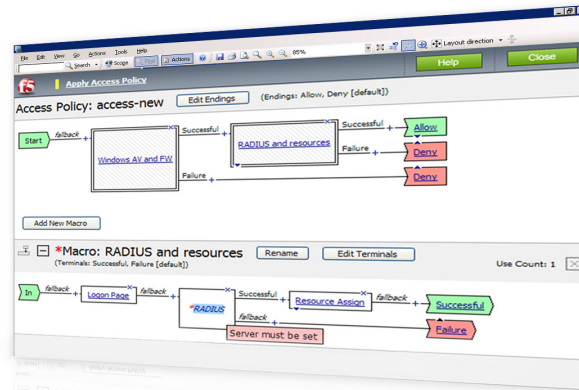 File Edit View Go Actions Tools Help
Search Scope Find Actions 85% Layout direction
f5 Apply Access Policy Help Close
Access Policy: access-new Edit Endings (Endings: Allow, Deny [default])
Start fallback + Windows AV and FW Successful + RADIUS and resources Successful + Allow
Failure + Deny
Failure + Deny
Add New Macro
*Macro: RADIUS and resources Rename Edit Terminals
(Terminals: Successful, Failure [default]) Use Count: 1
In fallback + Logon Page fallback + *RADIUS Successful + Resource Assign fallback + Successful
fallback + Failure
Server must be set